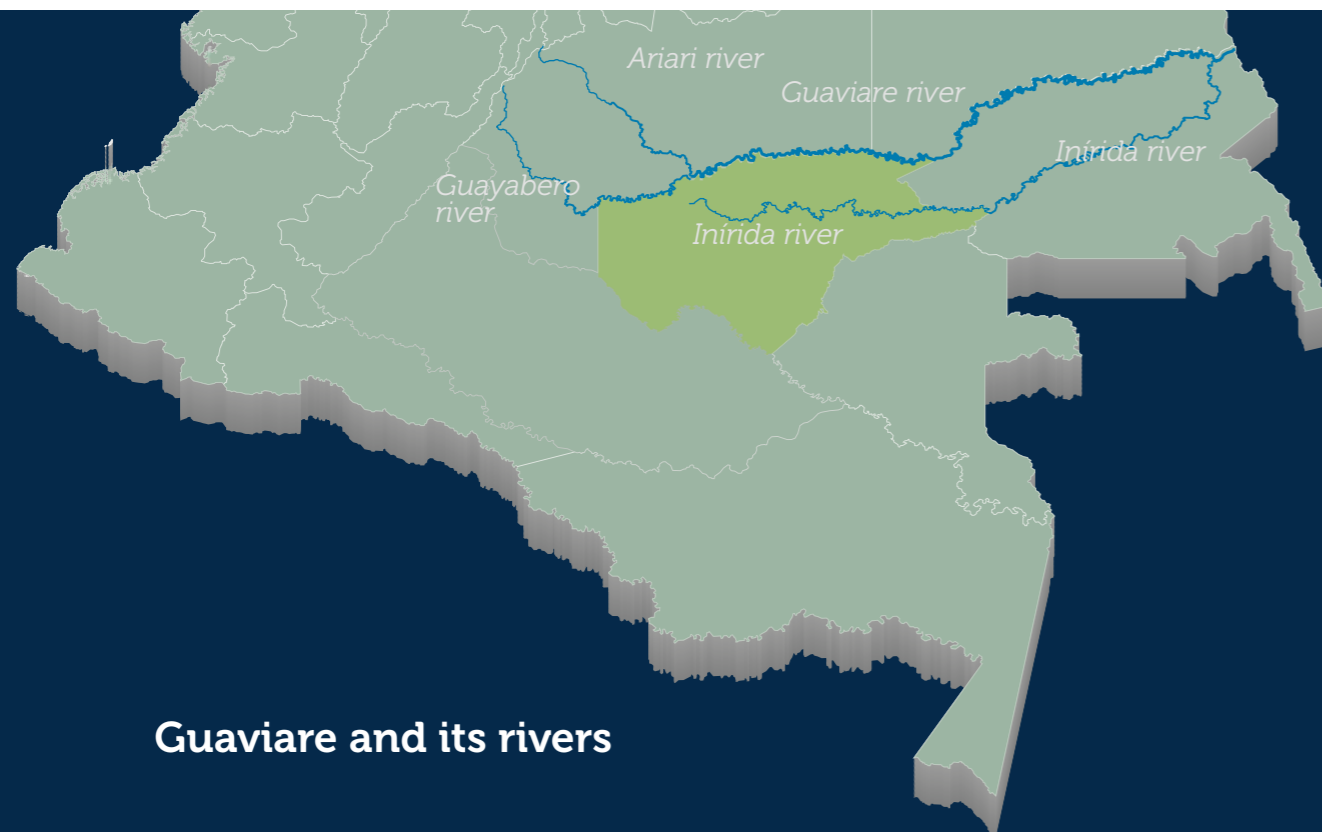 Ariari river
Guaviare river
Inírida river
Guayabero
river
Inírida river
Guaviare and its rivers